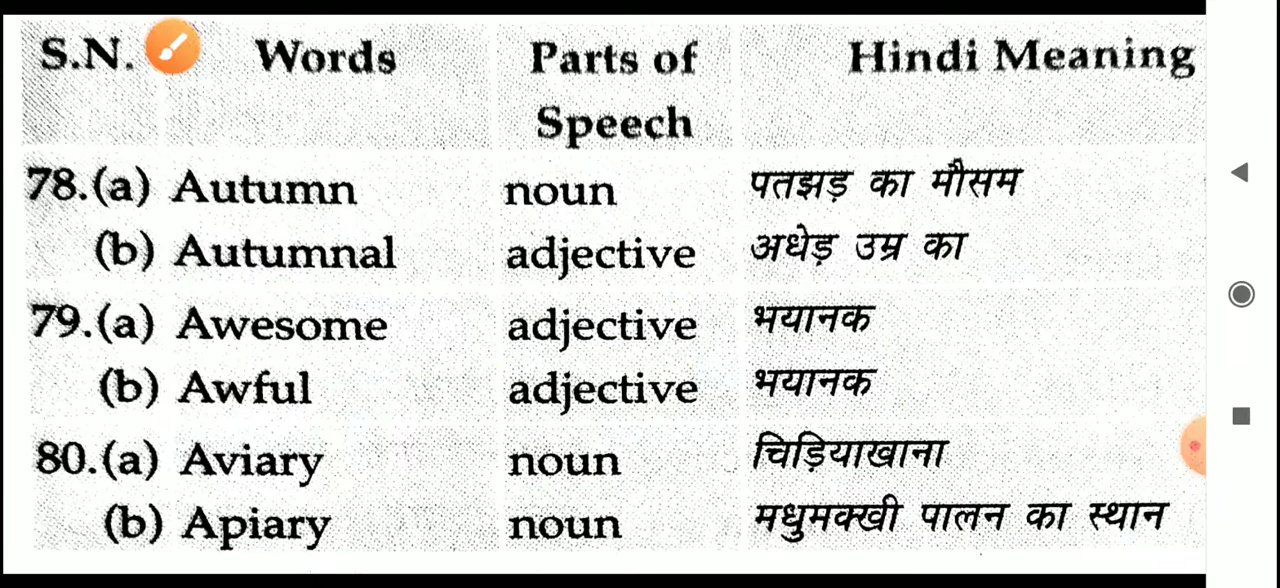 S.N. Words Parts of Speech Hindi Meaning
78.(a) Autumn noun पतझड़ का मौसम
(b) Autumnal adjective अधेड़ उम्र का
79.(a) Awesome adjective भयानक
(b) Awful adjective भयानक
80.(a) Aviary noun चिड़ियाखाना
(b) Apiary noun मधुमक्खी पालन का स्थान